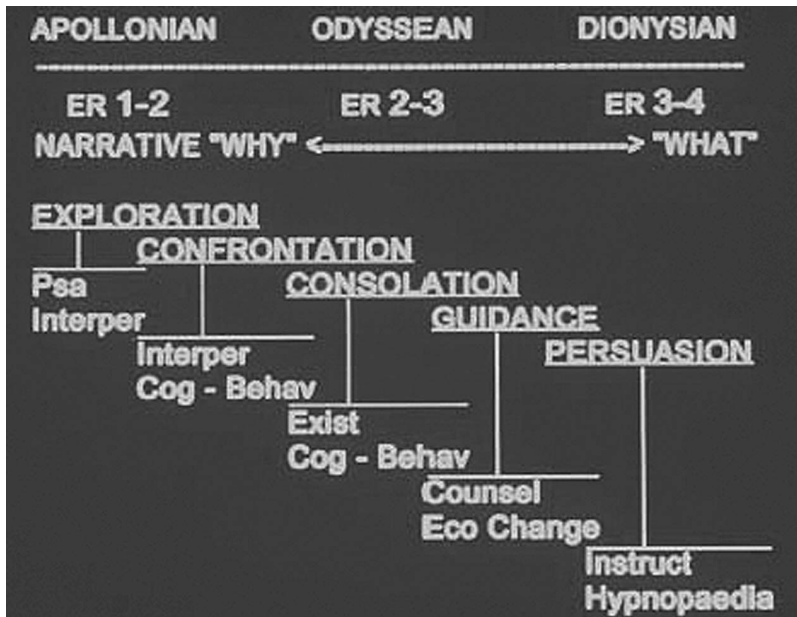 APOLLONIAN ODYSSEAN DIONYSIAN
ER 1-2 ER 2-3 ER 3-4
NARRATIVE "WHY" <--------------------> "WHAT"
EXPLORATION
CONFRONTATION
CONSOLATION
GUIDANCE
PERSUASION
Psa
Interper
Interper
Cog - Behav
Exist
Cog - Behav
Counsel
Eco Change
Instruct
Hypnopaedia